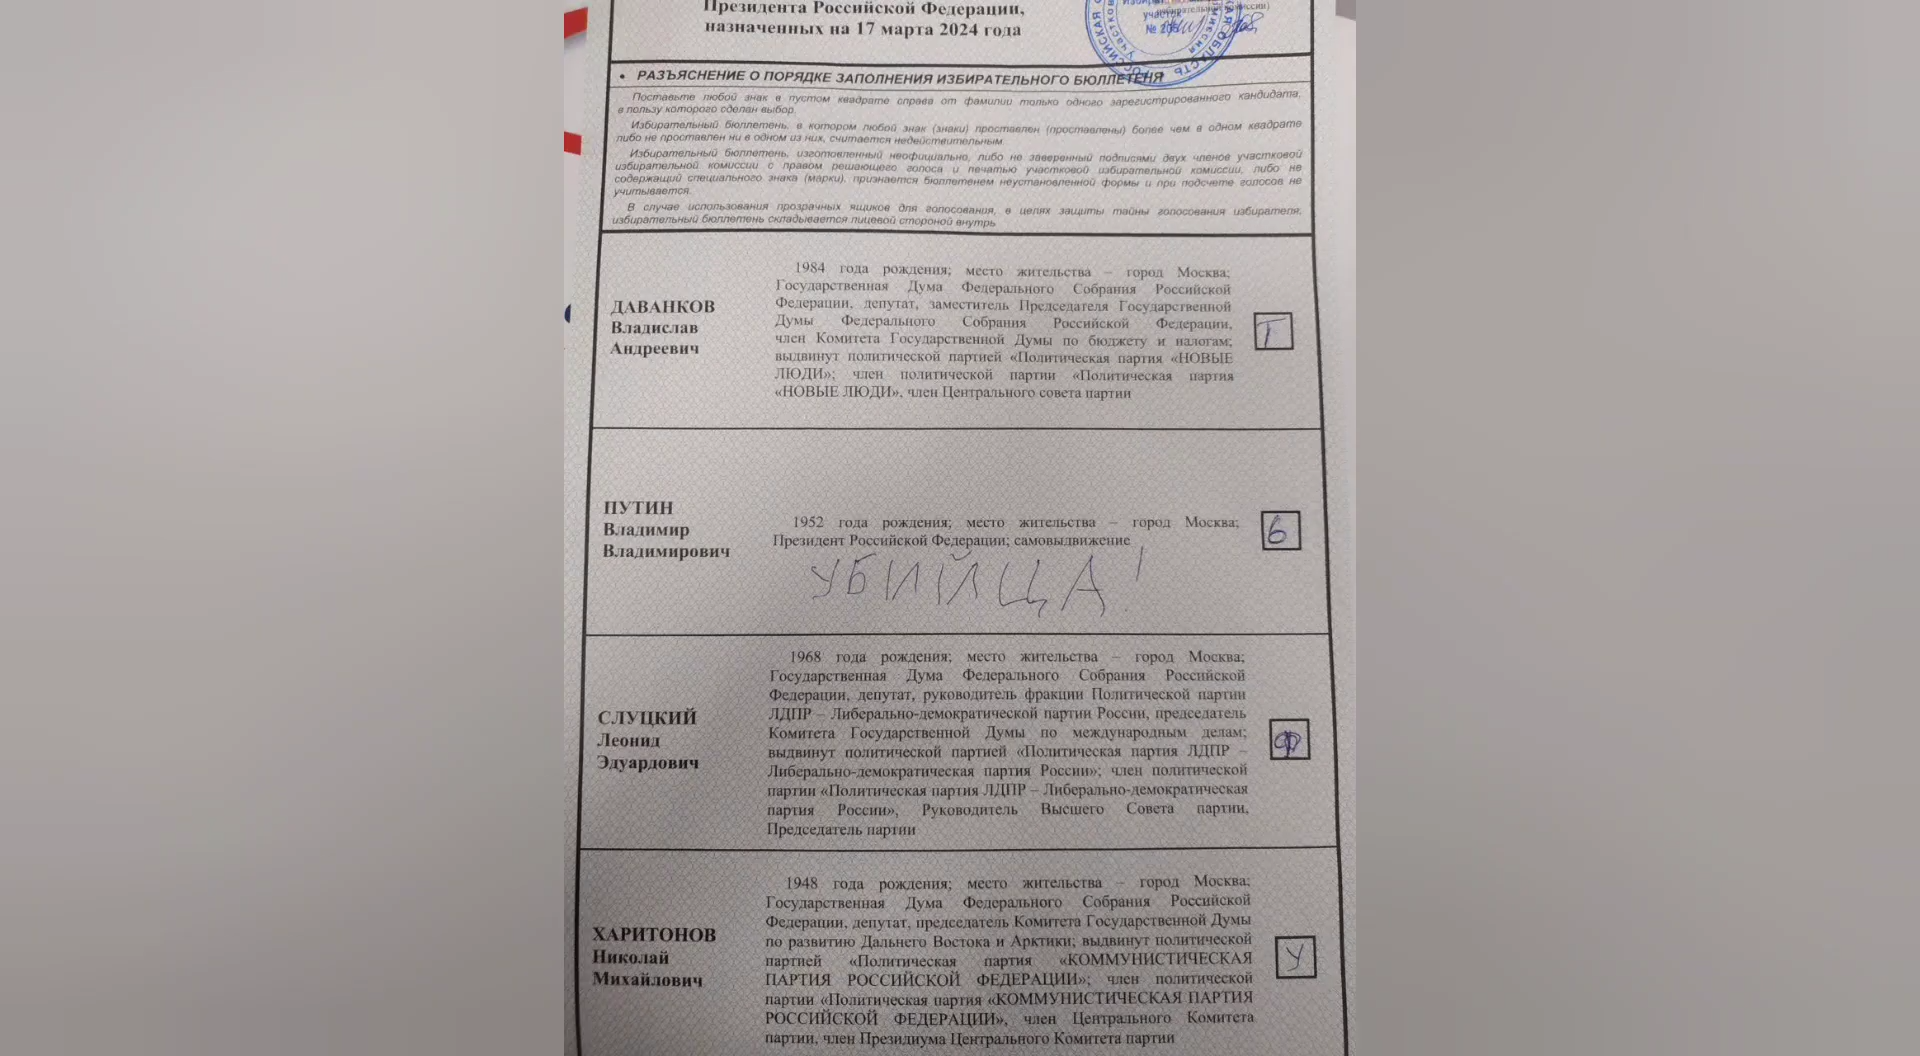 Президента Российской Федерации,
назначенных на 17 марта 2024 года
избирательной комиссии)
участок
• РАЗЪЯСНЕНИЕ О ПОРЯДКЕ ЗАПОЛНЕНИЯ ИЗБИРАТЕЛЬНОГО БЮЛЛЕТЕНЯ
Поставьте любой знак в пустом квадрате справа от фамилии только одного зарегистрированного кандидата,
в пользу которого сделан выбор.
Избирательный бюллетень, в котором любой знак (знаки) проставлен (проставлены) более чем в одном квадрате
либо не проставлен ни в одном из них, считается недействительным.
Избирательный бюллетень, изготовленный неофициально, либо не заверенный подписями двух членов участковой
избирательной комиссии с правом решающего голоса и печатью участковой избирательной комиссии, либо не
содержащий специального знака (марки), признается бюллетенем неустановленной формы и при подсчете голосов не
учитывается.
В случае использования прозрачных ящиков для голосования, в целях защиты тайны голосования избирателя,
избирательный бюллетень складывается лицевой стороной внутрь
ДАВАНКОВ
Владислав
Андреевич
1984 года рождения; место жительства – город Москва;
Государственная Дума Федерального Собрания Российской
Федерации, депутат, заместитель Председателя Государственной
Думы Федерального Собрания Российской Федерации,
член Комитета Государственной Думы по бюджету и налогам;
выдвинут политической партией «Политическая партия «НОВЫЕ
ЛЮДИ»; член политической партии «Политическая партия
«НОВЫЕ ЛЮДИ», член Центрального совета партии
Т
ПУТИН
Владимир
Владимирович
1952 года рождения; место жительства – город Москва;
Президент Российской Федерации; самовыдвижение
УБИЙЦА!
б
СЛУЦКИЙ
Леонид
Эдуардович
1968 года рождения; место жительства – город Москва;
Государственная Дума Федерального Собрания Российской
Федерации, депутат, руководитель фракции Политической партии
ЛДПР – Либерально-демократической партии России, председатель
Комитета Государственной Думы по международным делам;
выдвинут политической партией «Политическая партия ЛДПР –
Либерально-демократическая партия России»; член политической
партии «Политическая партия ЛДПР – Либерально-демократическая
партия России», Руководитель Высшего Совета партии,
Председатель партии
Ф
ХАРИТОНОВ
Николай
Михайлович
1948 года рождения; место жительства – город Москва;
Государственная Дума Федерального Собрания Российской
Федерации, депутат, председатель Комитета Государственной Думы
по развитию Дальнего Востока и Арктики; выдвинут политической
партией «Политическая партия «КОММУНИСТИЧЕСКАЯ
ПАРТИЯ РОССИЙСКОЙ ФЕДЕРАЦИИ»; член политической
партии «Политическая партия «КОММУНИСТИЧЕСКАЯ ПАРТИЯ
РОССИЙСКОЙ ФЕДЕРАЦИИ», член Центрального Комитета
партии, член Президиума Центрального Комитета партии
У